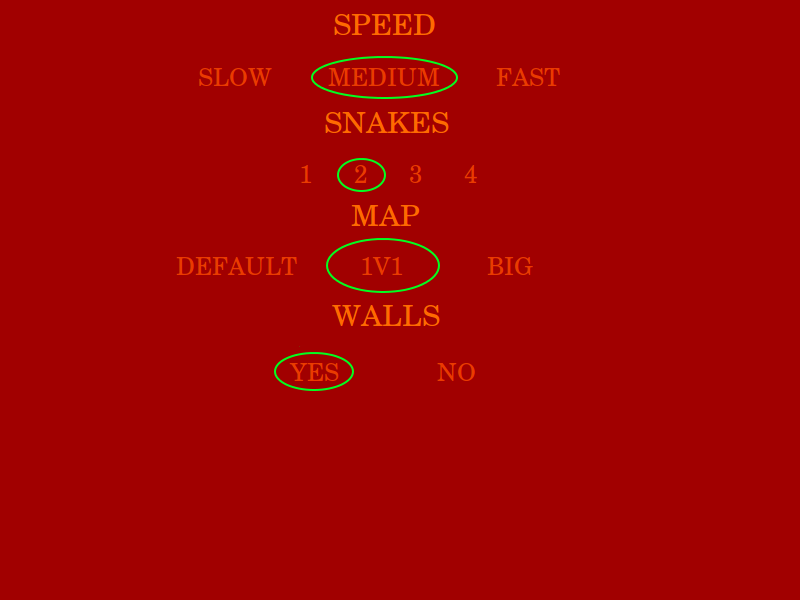 SPEED
SLOW MEDIUM FAST
SNAKES
1 2 3 4
MAP
DEFAULT 1V1 BIG
WALLS
YES NO